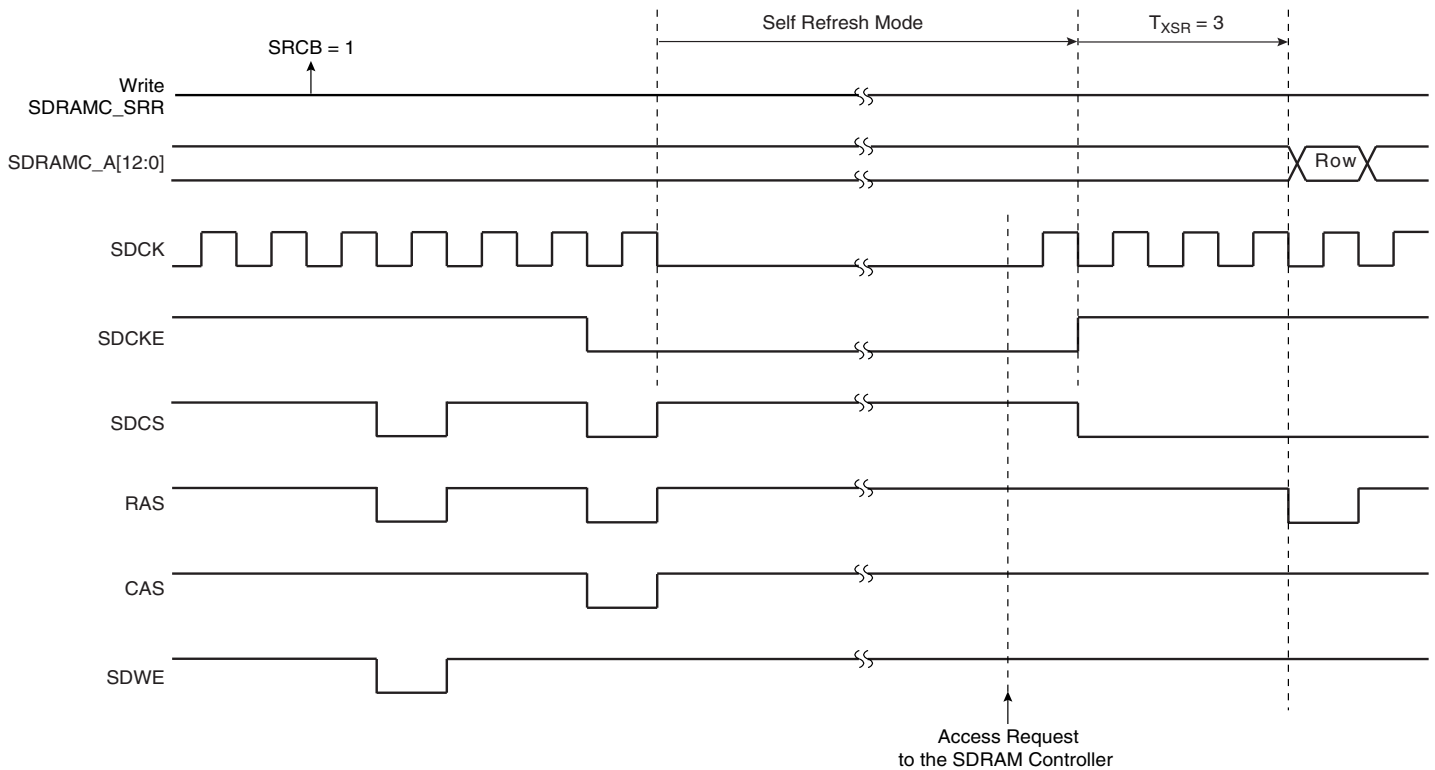 Self Refresh Mode
TXSR = 3
SRCB = 1
Write
SDRAMC_SRR
SDRAMC_A[12:0]
Row
SDCK
SDCKE
SDCS
RAS
CAS
SDWE
Access Request
to the SDRAM Controller